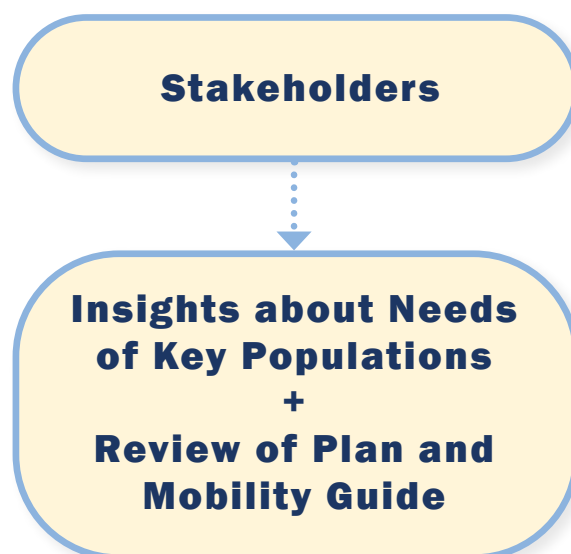 Stakeholders
Insights about Needs
of Key Populations
+
Review of Plan and
Mobility Guide